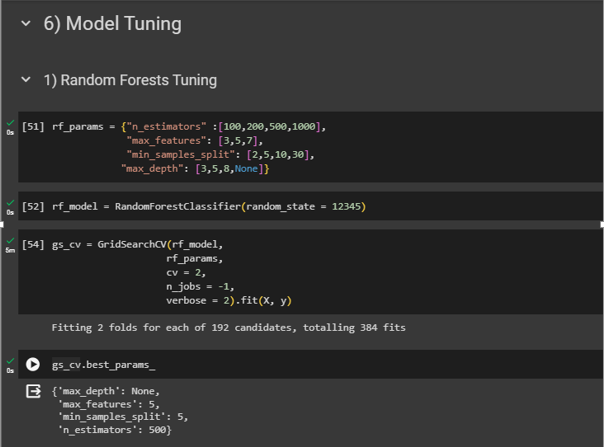 6) Model Tuning
1) Random Forests Tuning
0s
[51] rf_params = {"n_estimators" :[100,200,500,1000],
"max_features": [3,5,7],
"min_samples_split": [2,5,10,30],
"max_depth": [3,5,8,None]}
0s
[52] rf_model = RandomForestClassifier(random_state = 12345)
5m
[54] gs_cv = GridSearchCV(rf_model,
rf_params,
cv = 2,
n_jobs = -1,
verbose = 2).fit(X, y)
Fitting 2 folds for each of 192 candidates, totalling 384 fits
0s
gs_cv.best_params_
{'max_depth': None,
'max_features': 5,
'min_samples_split': 5,
'n_estimators': 500}